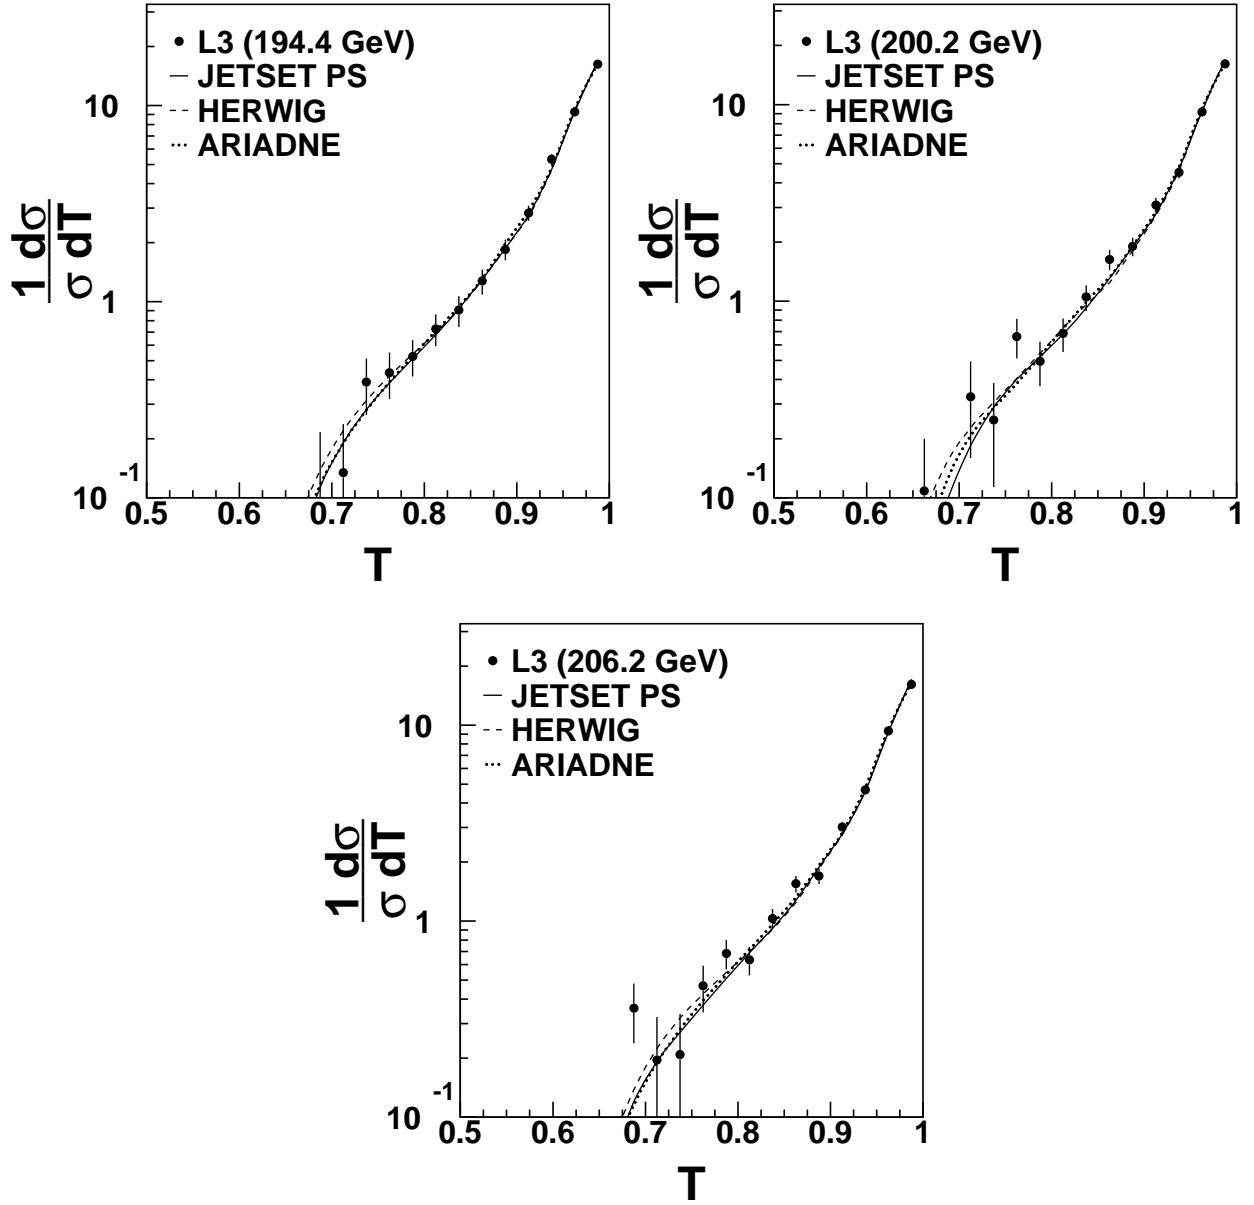 L3 (194.4 GeV)
JETSET PS
HERWIG
ARIADNE
10
1
10 -1
1 dσ
σ dT
0.5 0.6 0.7 0.8 0.9 1
T
L3 (200.2 GeV)
JETSET PS
HERWIG
ARIADNE
10
1
10 -1
1 dσ
σ dT
0.5 0.6 0.7 0.8 0.9 1
T
L3 (206.2 GeV)
JETSET PS
HERWIG
ARIADNE
10
1
10 -1
1 dσ
σ dT
0.5 0.6 0.7 0.8 0.9 1
T